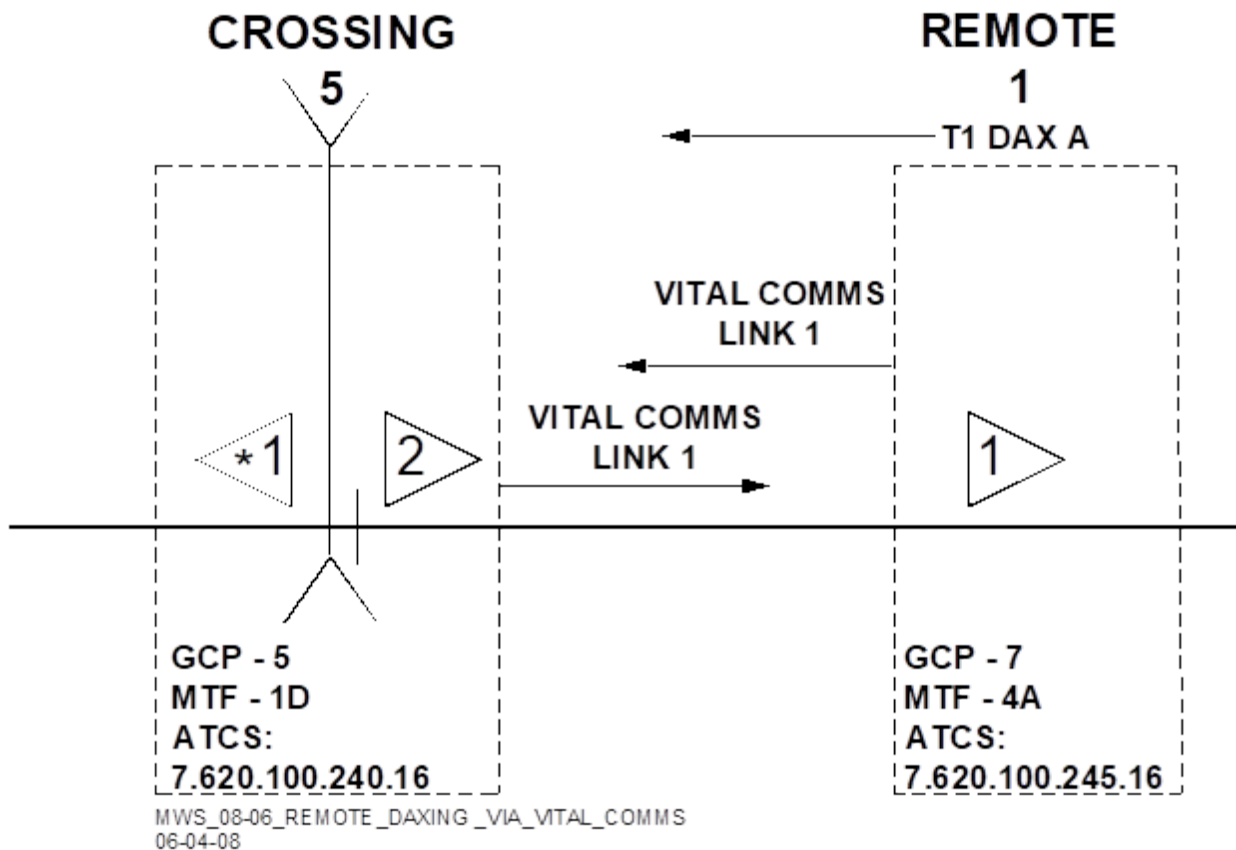 CROSSING
5
REMOTE
1
T1 DAX A
VITAL COMMS
LINK 1
VITAL COMMS
LINK 1
*1
2
1
GCP - 5
MTF - 1D
ATCS:
7.620.100.240.16
GCP - 7
MTF - 4A
ATCS:
7.620.100.245.16
MWS_08-06_REMOTE_DAXING_VIA_VITAL_COMMS
06-04-08